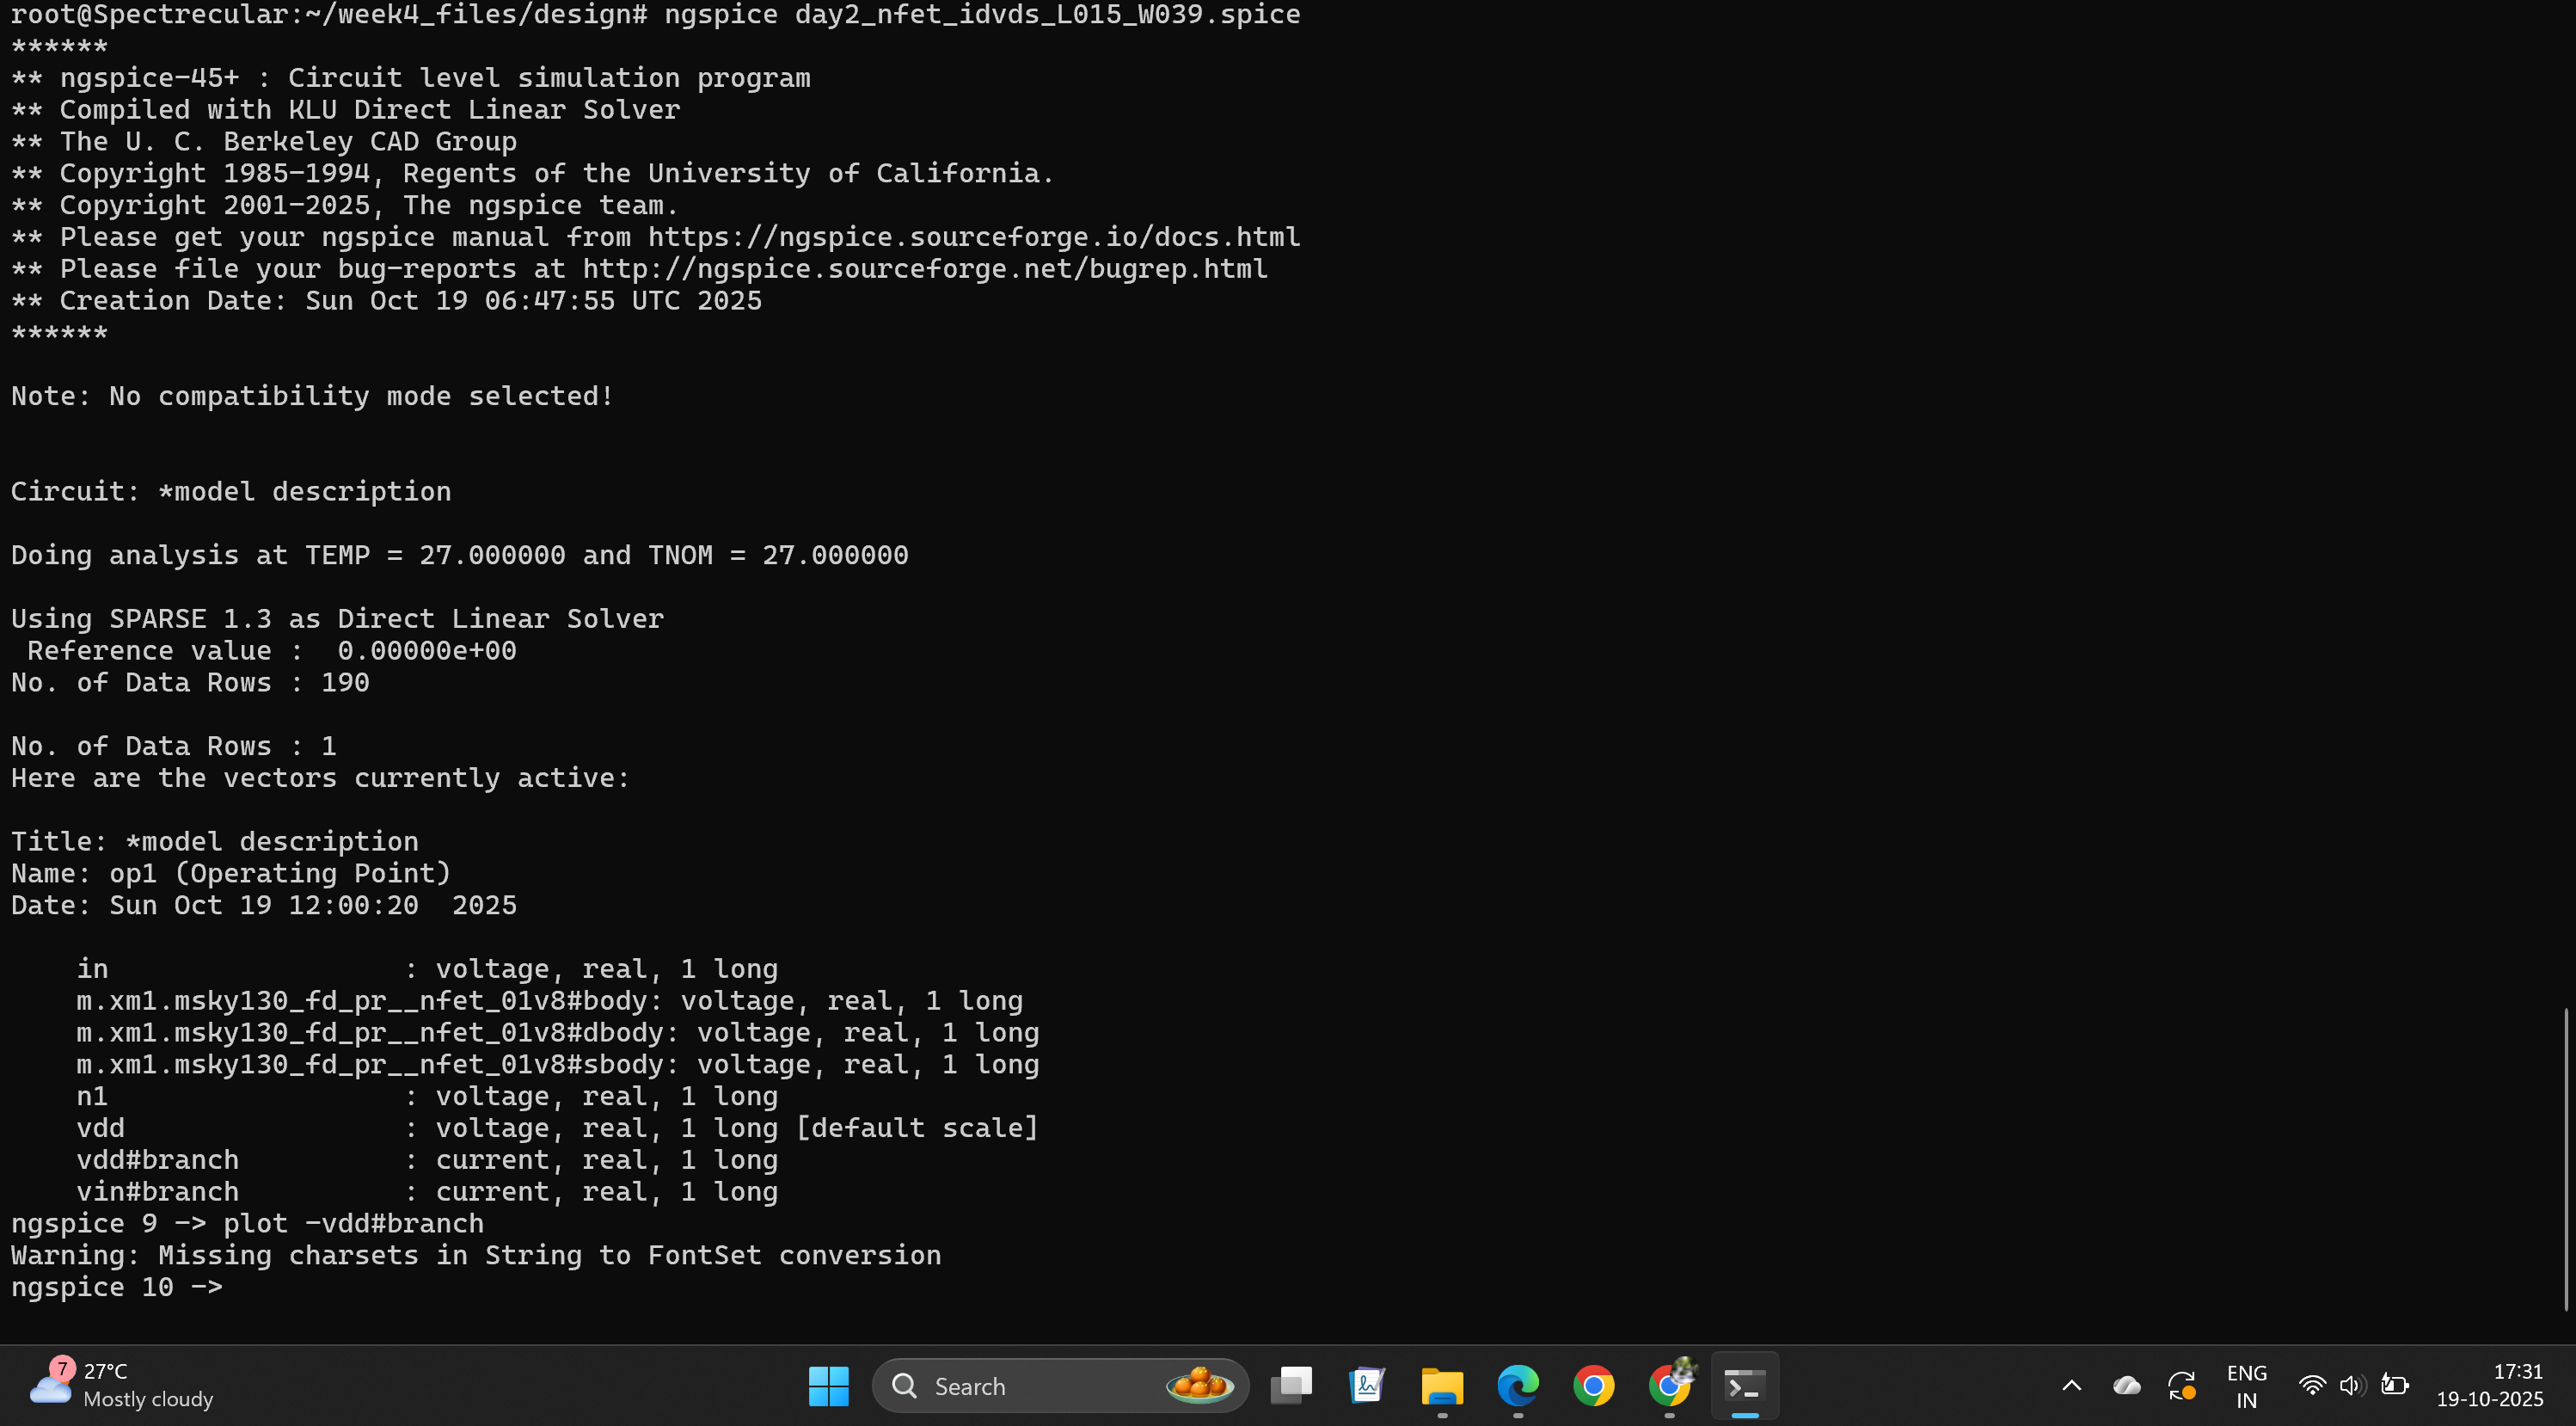 root@Spectrecular:~/week4_files/design# ngspice day2_nfet_idvds_L015_W039.spice
******
** ngspice-45+ : Circuit level simulation program
** Compiled with KLU Direct Linear Solver
** The U. C. Berkeley CAD Group
** Copyright 1985-1994, Regents of the University of California.
** Copyright 2001-2025, The ngspice team.
** Please get your ngspice manual from https://ngspice.sourceforge.io/docs.html
** Please file your bug-reports at http://ngspice.sourceforge.net/bugrep.html
** Creation Date: Sun Oct 19 06:47:55 UTC 2025
******
Note: No compatibility mode selected!
Circuit: *model description
Doing analysis at TEMP = 27.000000 and TNOM = 27.000000
Using SPARSE 1.3 as Direct Linear Solver
Reference value :  0.00000e+00
No. of Data Rows : 190
No. of Data Rows : 1
Here are the vectors currently active:
Title: *model description
Name: op1 (Operating Point)
Date: Sun Oct 19 12:00:20  2025
in                  : voltage, real, 1 long
m.xm1.msky130_fd_pr__nfet_01v8#body: voltage, real, 1 long
m.xm1.msky130_fd_pr__nfet_01v8#dbody: voltage, real, 1 long
m.xm1.msky130_fd_pr__nfet_01v8#sbody: voltage, real, 1 long
n1                  : voltage, real, 1 long
vdd                 : voltage, real, 1 long [default scale]
vdd#branch          : current, real, 1 long
vin#branch          : current, real, 1 long
ngspice 9 -> plot -vdd#branch
Warning: Missing charsets in String to FontSet conversion
ngspice 10 ->
7
27°C
Mostly cloudy
Search
ENG
IN
17:31
19-10-2025